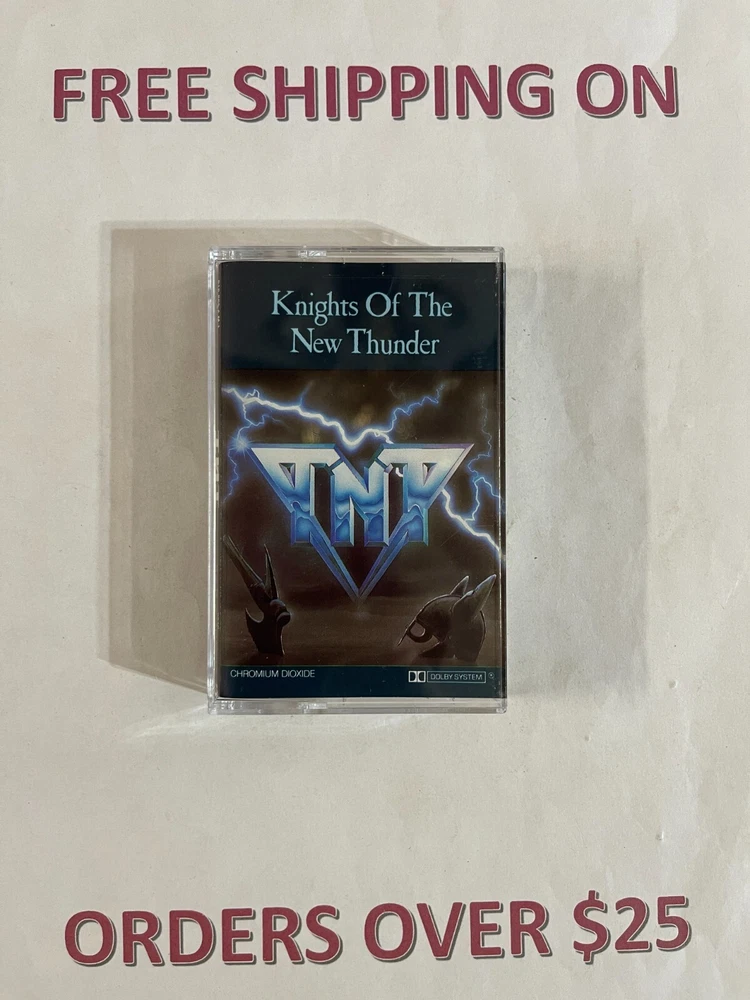 FREE SHIPPING ON
Knights Of The
New Thunder
TNT
CHROMIUM DIOXIDE
DOLBY SYSTEM ®
ORDERS OVER $25